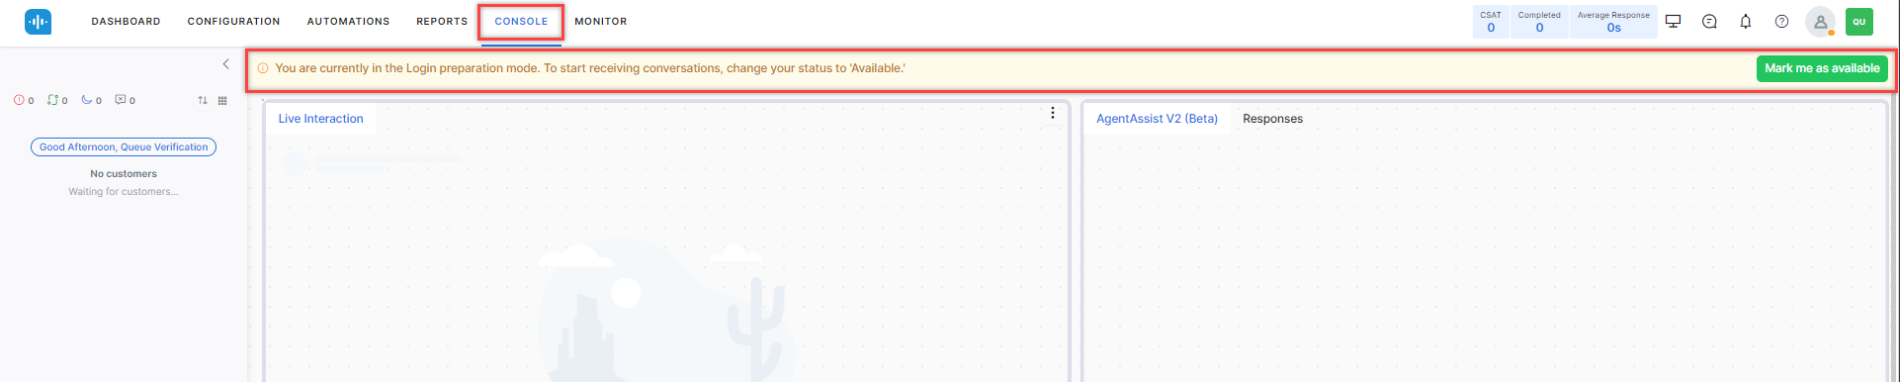 DASHBOARD CONFIGURATION AUTOMATIONS REPORTS CONSOLE MONITOR
CSAT 0 Completed 0 Average Response 0s
QU
You are currently in the Login preparation mode. To start receiving conversations, change your status to 'Available.'
Mark me as available
0 0 0 0
Good Afternoon, Queue Verification
No customers
Waiting for customers...
Live Interaction
AgentAssist V2 (Beta) Responses